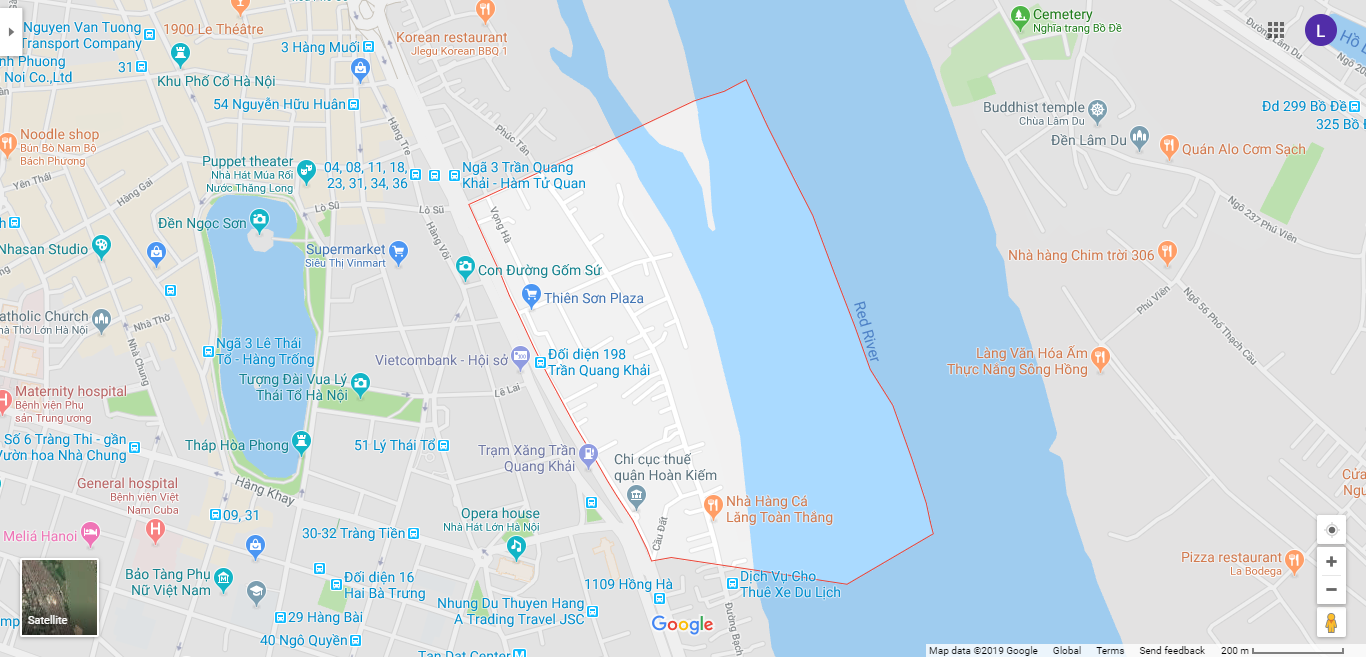 Nguyen Van Tuong
Transport Company
1900 Le Théâtre
3 Hàng Muối
Korean restaurant
Jlegu Korean BBQ 1
Cemetery
Nghĩa trang Bồ Đề
Đường Lâm Du
L
31
Noi Co.,Ltd
Khu Phố Cổ Hà Nội
54 Nguyễn Hữu Huân
Hàng Tre
Phúc Tân
Buddhist temple
Chùa Lâm Du
Đd 299 Bồ Đề
325 Bồ
Đền Lâm Du
Quán Alo Cơm Sạch
Noodle shop
Bún Bò Nam Bộ
Bách Phương.
Yên Thái
Hàng Gai
Puppet theater
Nhà Hát Múa Rối
Nước Thăng Long
04, 08, 11, 18,
23, 31, 34, 36
Ngã 3 Trần Quang
Khải - Hàm Tử Quan
Lò Sũ
Lò Sũ
Hàng Vôi
Vọng Hà
Ngõ 237 Phú Viên
Đền Ngọc Sơn
Nhasan Studio
Supermarket
Siêu Thị Vinmart
Con Đường Gốm Sứ
Thiên Sơn Plaza
Nhà hàng Chim trời 306
Phú Viên
Ngõ 56 Phố Thạch Cầu
Red River
atholic Church
Nhà Thờ Lớn Hà Nội
Nhà Thờ
Nhà Chung
Ngã 3 Lê Thái
Tổ - Hàng Trống
Vietcombank - Hội sở
Đối diện 198
Trần Quang Khải
Lê Lai
Làng Văn Hóa Ẩm
Thực Nắng Sông Hồng
Tượng Đài Vua Lý
Thái Tổ Hà Nội
Maternity hospital
Bệnh viện Phụ
sản Trung ương
Số 6 Tràng Thi - gần
Vườn hoa Nhà Chung
Tháp Hòa Phong
51 Lý Thái Tổ
Trạm Xăng Trần
Quang Khải
Chi cục thuế
quận Hoàn Kiếm
General hospital
Bệnh viện Việt
Nam Cuba
Hàng Khay
09, 31
Meliá Hanoi
30-32 Tràng Tiền
Opera house
Nhà Hát Lớn Hà Nội
Cầu Đất
Nhà Hàng Cá
Lăng Toàn Thắng
Pizza restaurant
La Bodega
Bảo Tàng Phụ
Nữ Việt Nam
Đối diện 16
Hai Bà Trưng
29 Hàng Bài
40 Ngô Quyền
Nhung Du Thuyen Hang
A Trading Travel JSC
1109 Hồng Hà
Dịch Vụ Cho
Thuê Xe Du Lịch
Đường Bạch
Tan Dat Center
Satellite
Google
Map data ©2019 Google Global Terms Send feedback 200 m